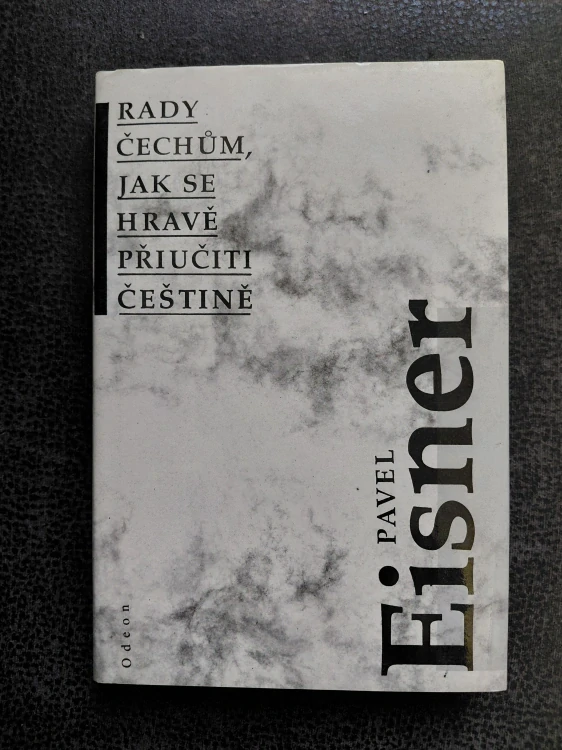 RADY
ČECHŮM,
JAK SE
HRAVĚ
PŘIUČITI
ČEŠTINĚ
PAVEL
Eisner
Odeon